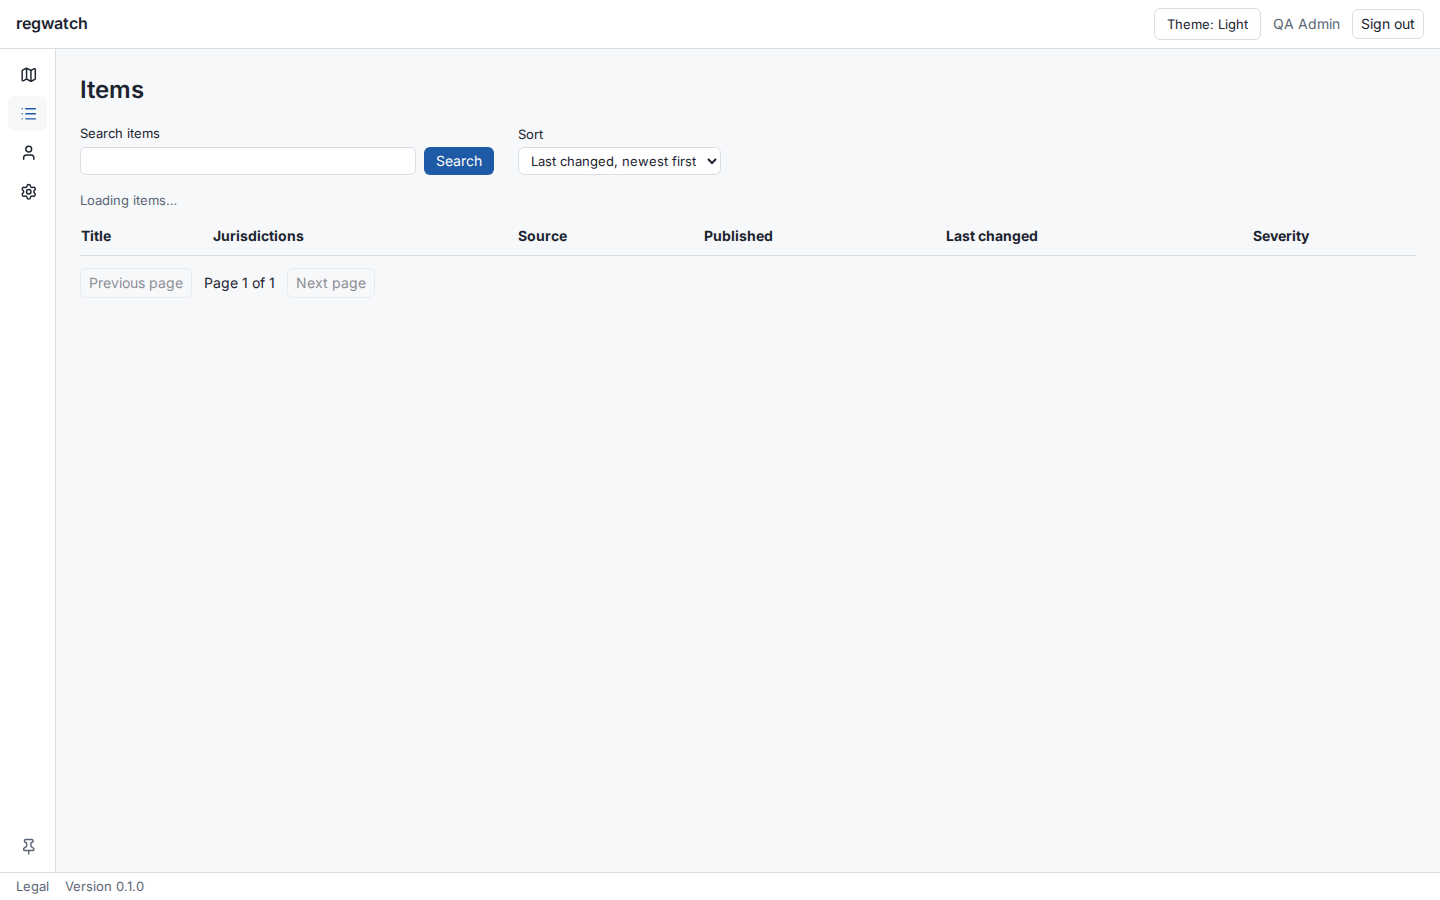 regwatch
Theme: Light
QA Admin
Sign out
Items
Search items
Search
Sort
Last changed, newest first
Loading items...
Title Jurisdictions Source Published Last changed Severity
Previous page Page 1 of 1 Next page
Legal Version 0.1.0